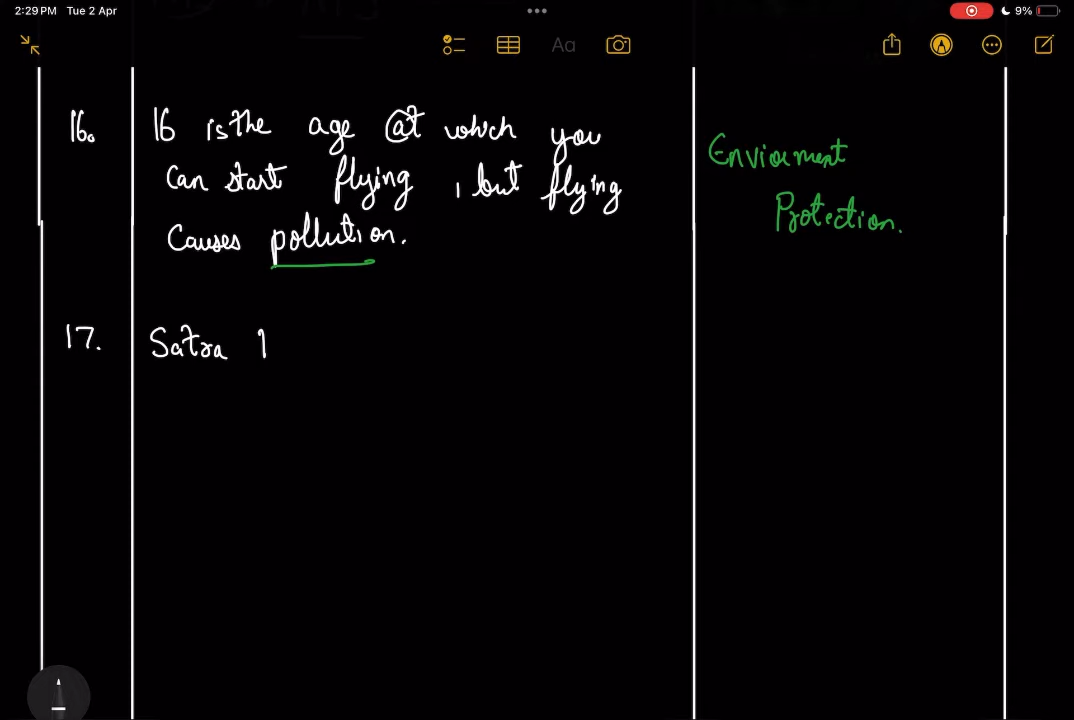 2:29 PM Tue 2 Apr
9%
Aa
16.
16 is the age @t which you
can start flying, but flying
causes pollution.
Enviorment
Protection.
17.
Satra 1